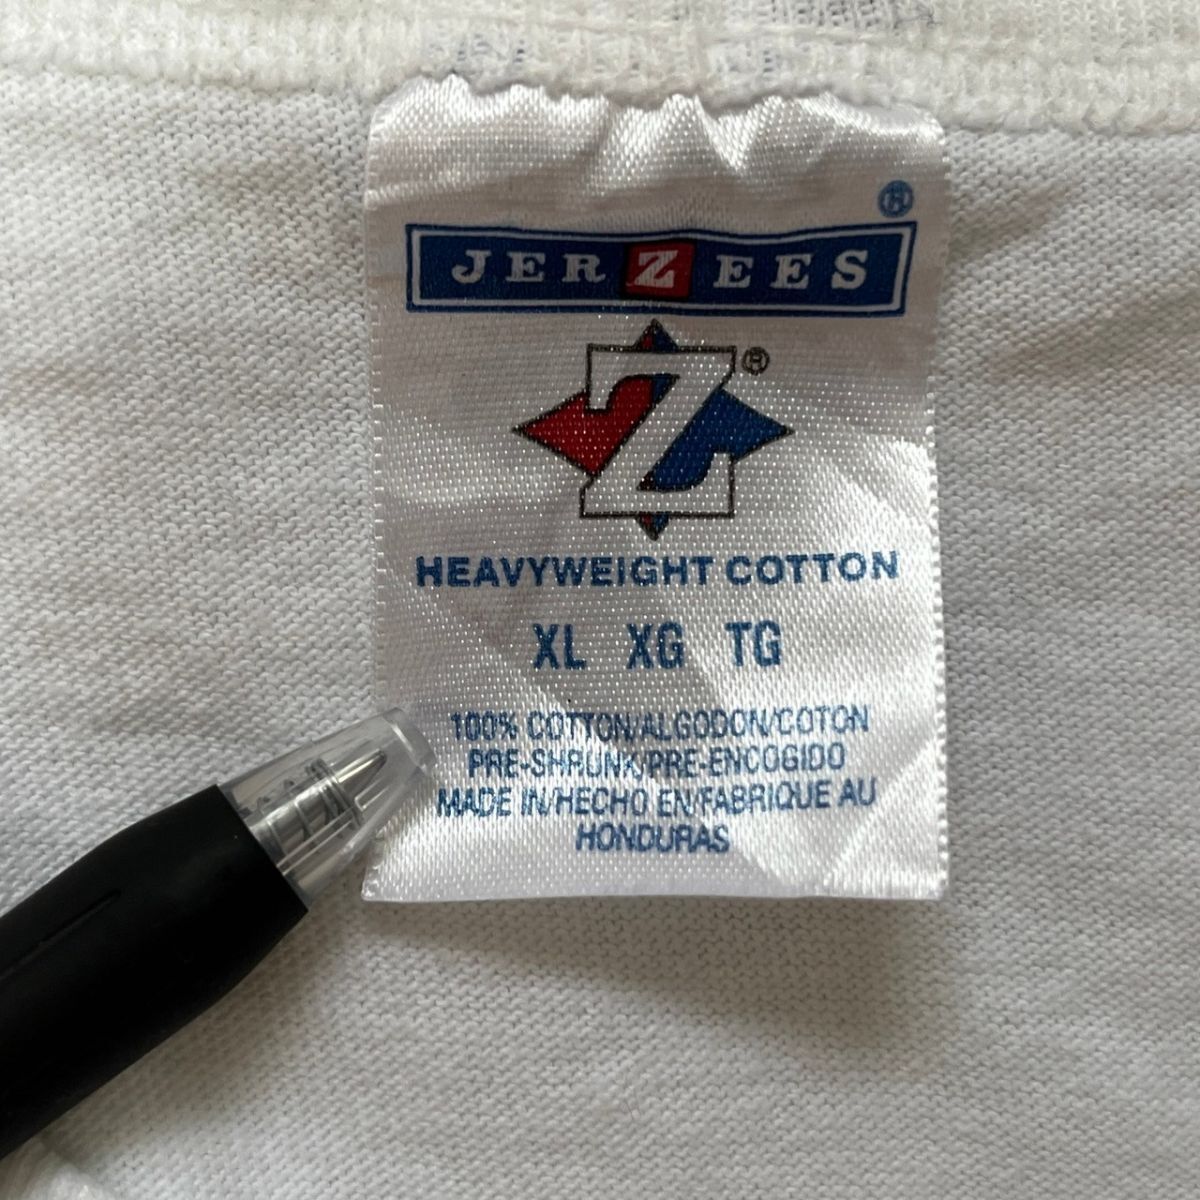 ®
JERZEES
Z ®
HEAVYWEIGHT COTTON
XL XG TG
100% COTTON/ALGODON/COTON
PRE-SHRUNK/PRE-ENCOGIDO
MADE IN/HECHO EN/FABRIQUE AU
HONDURAS